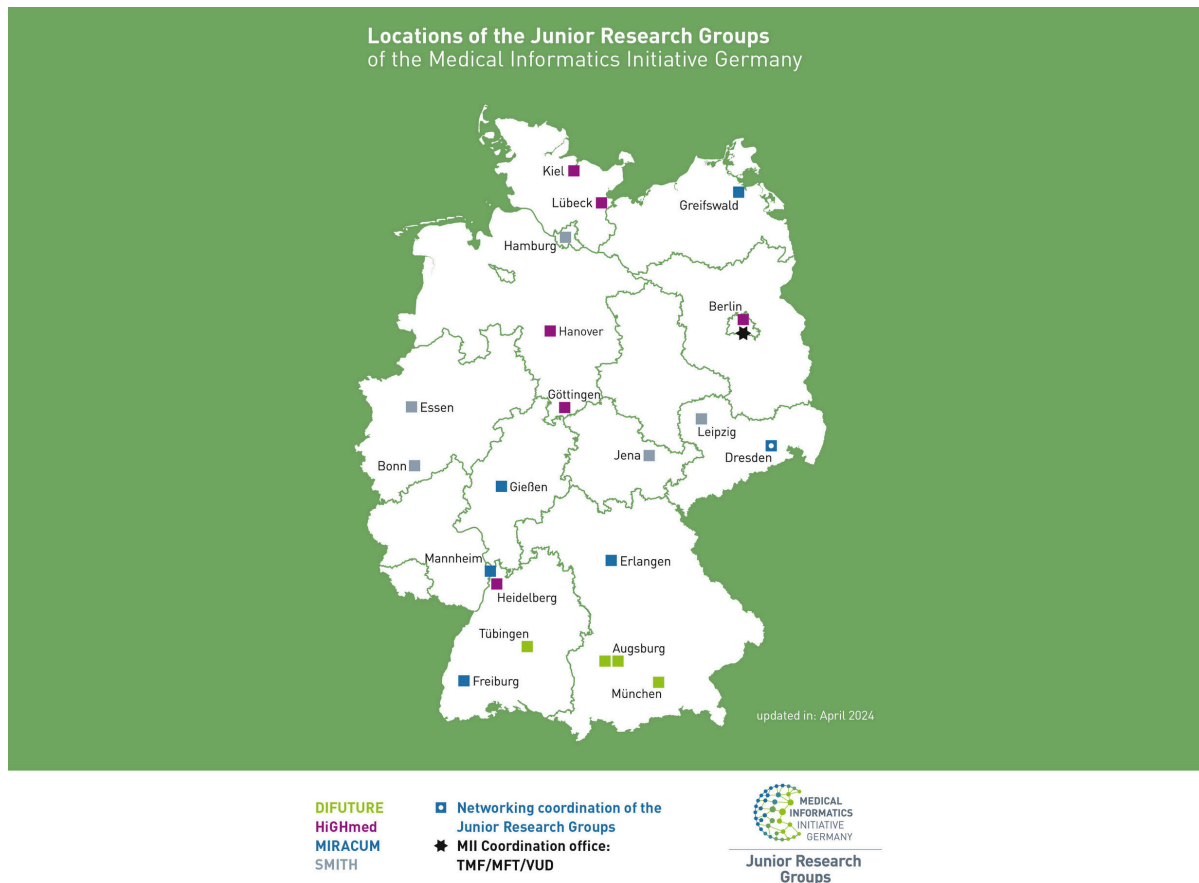 Locations of the Junior Research Groups
of the Medical Informatics Initiative Germany
Kiel
Lübeck
Greifswald
Hamburg
Berlin
Hanover
Göttingen
Essen
Leipzig
Bonn
Jena
Dresden
Gießen
Mannheim
Erlangen
Heidelberg
Tübingen
Augsburg
Freiburg
München
updated in: April 2024
DIFUTURE
HiGHmed
MIRACUM
SMITH
Networking coordination of the
Junior Research Groups
MII Coordination office:
TMF/MFT/VUD
MEDICAL
INFORMATICS
INITIATIVE
GERMANY
Junior Research
Groups